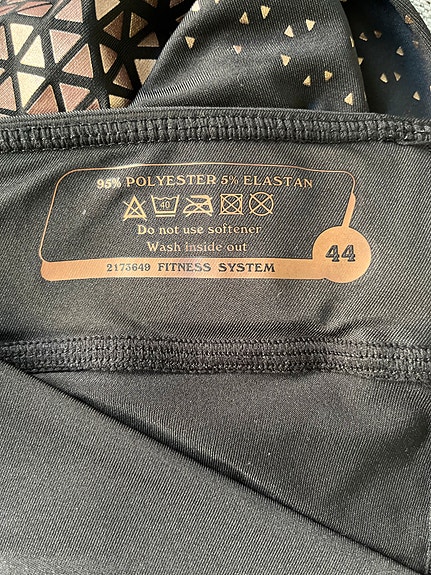 95% POLYESTER 5% ELASTAN
40
Do not use softener
Wash inside out
2173649 FITNESS SYSTEM
44